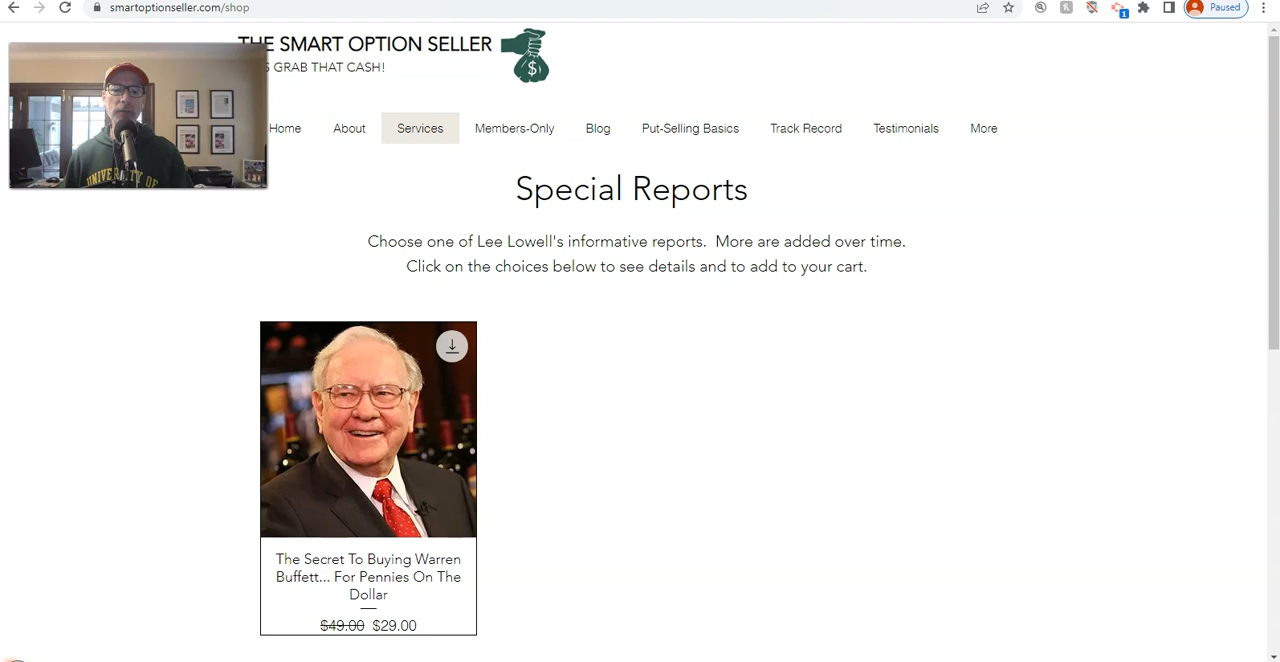 smartoptionseller.com/shop
1
Paused
THE SMART OPTION SELLER
GRAB THAT CASH!
$
UNIVERSITY OF
Home
About
Services
Members-Only
Blog
Put-Selling Basics
Track Record
Testimonials
More
Special Reports
Choose one of Lee Lowell's informative reports. More are added over time.
Click on the choices below to see details and to add to your cart.
The Secret To Buying Warren
Buffett... For Pennies On The
Dollar
$49.00 $29.00